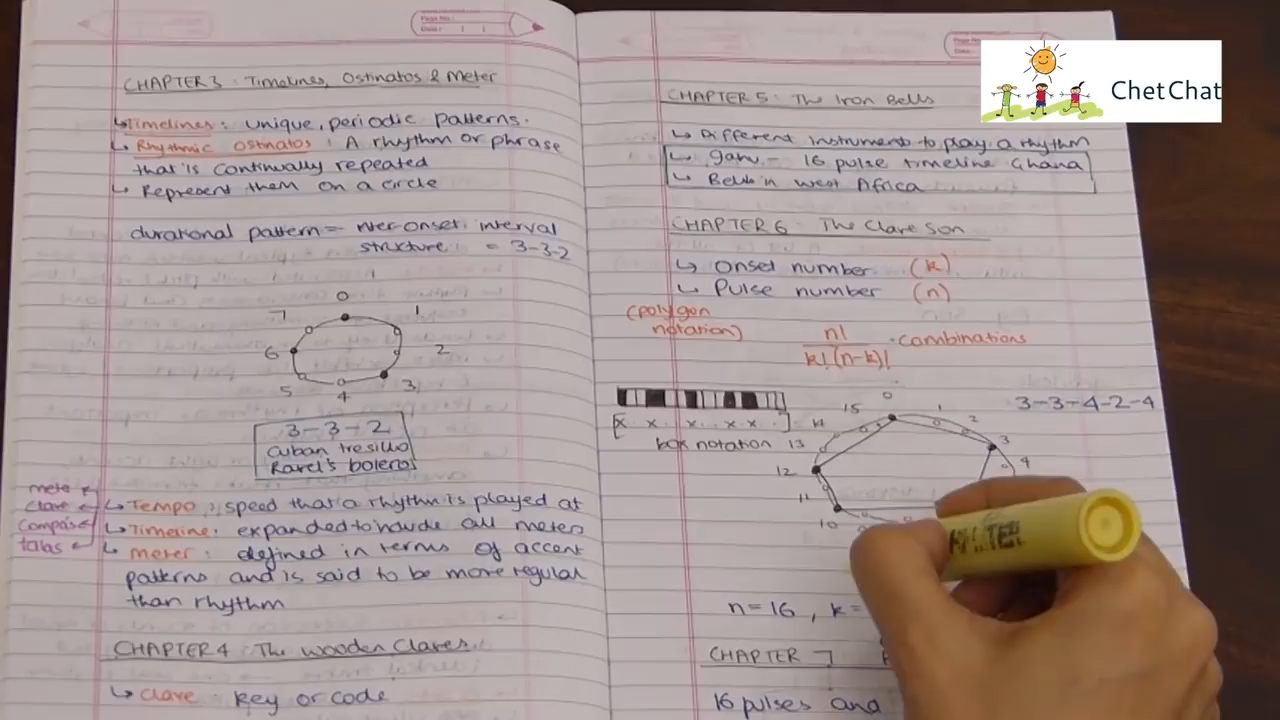 Page No.:
Date:
CHAPTER 3: Timelines, Ostinatos & Meter
↳ Timelines: unique, periodic patterns.
↳ Rhythmic ostinatos: A rhythm or phrase
that is continually repeated
↳ Represent them on a circle
durational pattern = nter onset. interval
structure. = 3-3-2
0
7
1
6
2
5
3
4
3-3-2
cuban tresillo
Ravel's bolero
meter
clave
compás
talas
↳ Tempo: speed that a rhythm is played at
↳ Timeline: expanded to include all meters
↳ meter: defined in terms of accent
patterns and is said to be more regular
than rhythm
CHAPTER 4: The wooden Claves.
↳ clave key or code
ChetChat
CHAPTER 5: The Iron Bells
↳ Different instruments to play a rhythm
↳ gahu - 16 pulse timeline Ghana
↳ Bells in west Africa
CHAPTER 6 The Clave Son
↳ Onset number (k)
↳ Pulse number (n)
(polygon
notation)
n!
k! (n-k)!
combinations
[x x x x x ]
box notation
3-3-4-2-4
0
15
1
14
2
13
3
12
4
11
10
n=16, k=
CHAPTER 7
16 pulses and